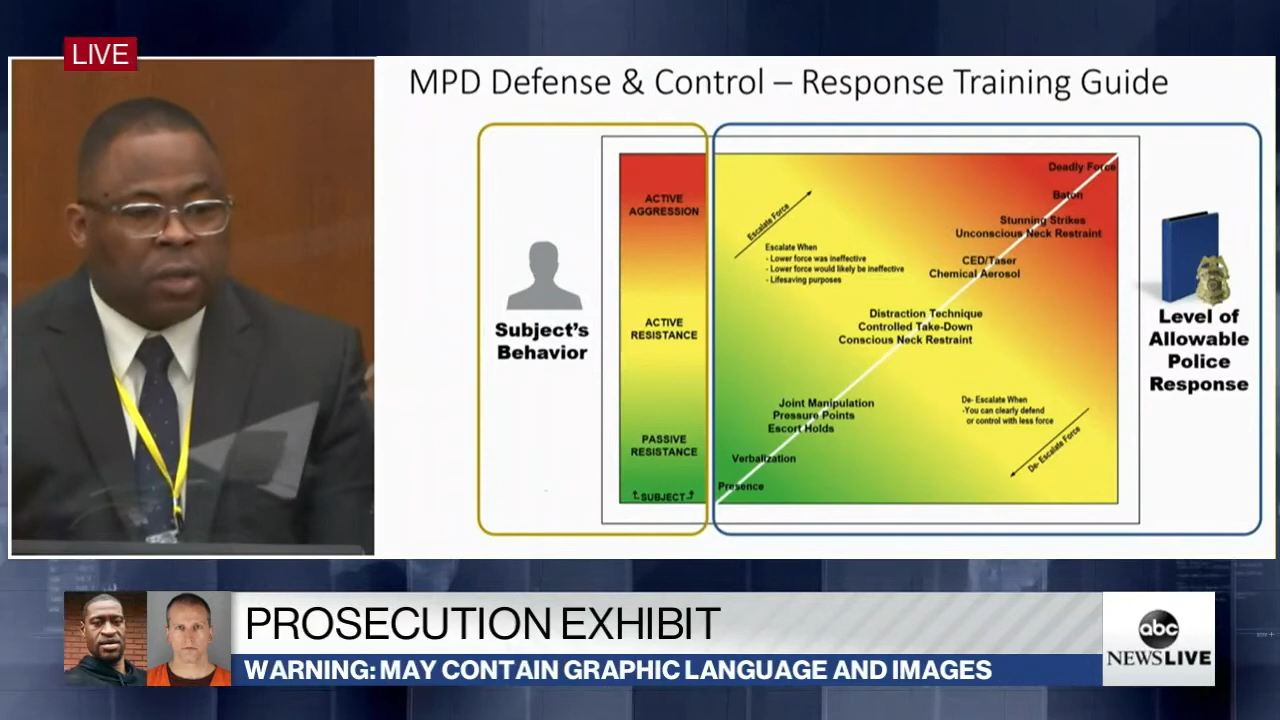 LIVE
MPD Defense & Control – Response Training Guide
Subject's
Behavior
ACTIVE
AGGRESSION
ACTIVE
RESISTANCE
PASSIVE
RESISTANCE
SUBJECT
Escalate Force
Escalate When
- Lower force was ineffective
- Lower force would likely be ineffective
- Lifesaving purposes
Deadly Force
Baton
Stunning Strikes
Unconscious Neck Restraint
CED/Taser
Chemical Aerosol
Distraction Technique
Controlled Take-Down
Conscious Neck Restraint
Joint Manipulation
Pressure Points
Escort Holds
Verbalization
Presence
De- Escalate When
-You can clearly defend
or control with less force
De- Escalate Force
Level of
Allowable
Police
Response
PROSECUTION EXHIBIT
WARNING: MAY CONTAIN GRAPHIC LANGUAGE AND IMAGES
abc
NEWSLIVE